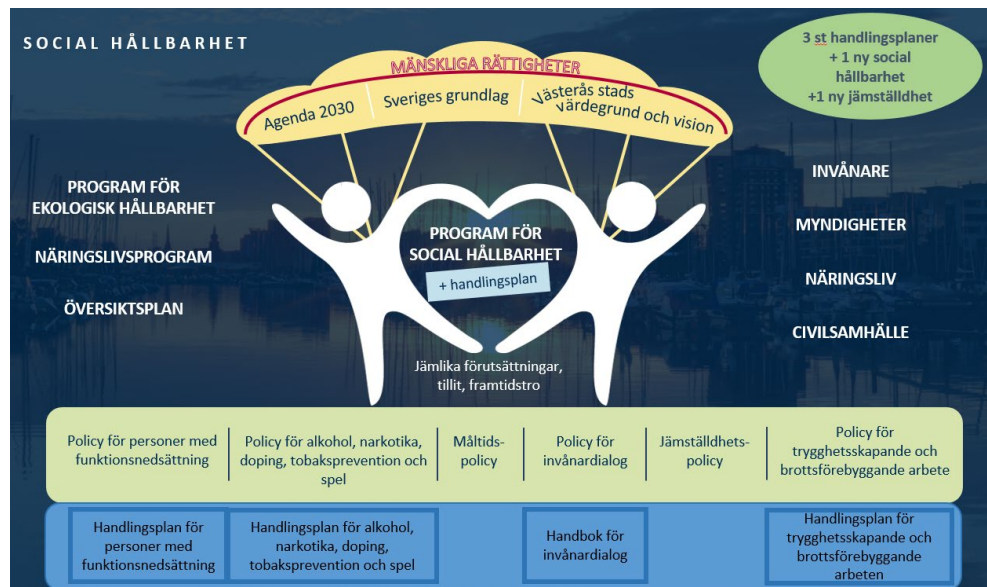 SOCIAL HÅLLBARHET
MÄNSKLIGA RÄTTIGHETER
Agenda 2030
Sveriges grundlag
Västerås stads
värdegrund och vision
3 st handlingsplaner
+ 1 ny social
hållbarhet
+1 ny jämställdhet
PROGRAM FÖR
EKOLOGISK HÅLLBARHET
NÄRINGSLIVSPROGRAM
ÖVERSIKTSPLAN
PROGRAM FÖR
SOCIAL HÅLLBARHET
+ handlingsplan
Jämlika förutsättningar,
tillit, framtidstro
INVÅNARE
MYNDIGHETER
NÄRINGSLIV
CIVILSAMHÄLLE
Policy för personer med
funktionsnedsättning
Policy för alkohol, narkotika,
doping, tobaksprevention och
spel
Måltids-
policy
Policy för
invånardialog
Jämställdhets-
policy
Policy för
trygghetsskapande och
brottsförebyggande arbete
Handlingsplan för
personer med
funktionsnedsättning
Handlingsplan för alkohol,
narkotika, doping,
tobaksprevention och spel
Handbok för
invånardialog
Handlingsplan för
trygghetsskapande och
brottsförebyggande
arbeten